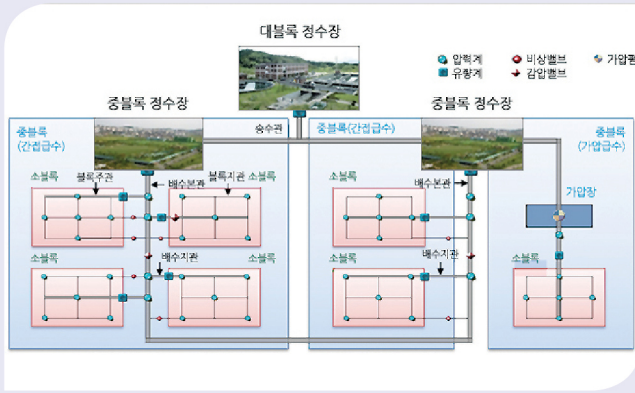 대블록 정수장
압력계
비상밸브
가압펌
유량계
감압밸브
중블록 정수장
중블록 정수장
중블록
(간접급수)
송수관
중블록(간접급수)
중블록
(가압급수)
소블록
블록주관
배수본관
블록지관
소블록
소블록
배수본관
가압장
소블록
배수지관
소블록
소블록
배수지관
소블록